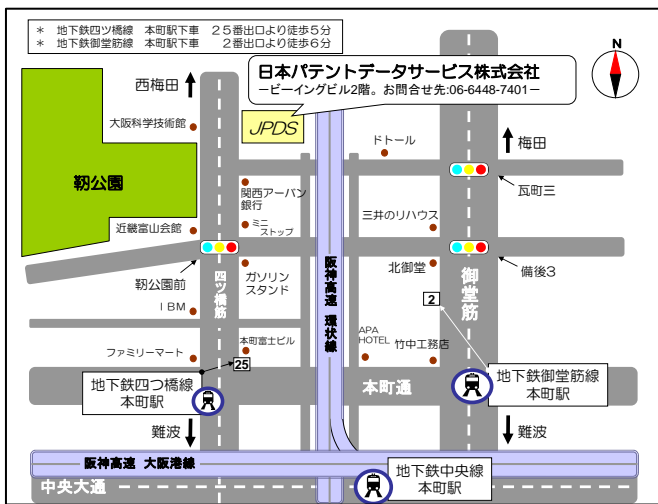 * 地下鉄四ツ橋線 本町駅下車 25番出口より徒歩5分
* 地下鉄御堂筋線 本町駅下車 2番出口より徒歩6分
N
日本パテントデータサービス株式会社
−ビーイングビル2階。お問合せ先:06-6448-7401−
西梅田
大阪科学技術館
JPDS
ドトール
梅田
靭公園
関西アーバン
銀行
瓦町三
近畿富山会館
ミニ
ストップ
三井のリハウス
靭公園前
四ツ橋筋
ガソリン
スタンド
阪神高速 環状線
北御堂
御堂筋
備後3
2
IBM
ファミリーマート
本町富士ビル
25
APA
HOTEL
竹中工務店
地下鉄四つ橋線
本町駅
本町通
地下鉄御堂筋線
本町駅
難波
難波
阪神高速 大阪港線
中央大通
地下鉄中央線
本町駅